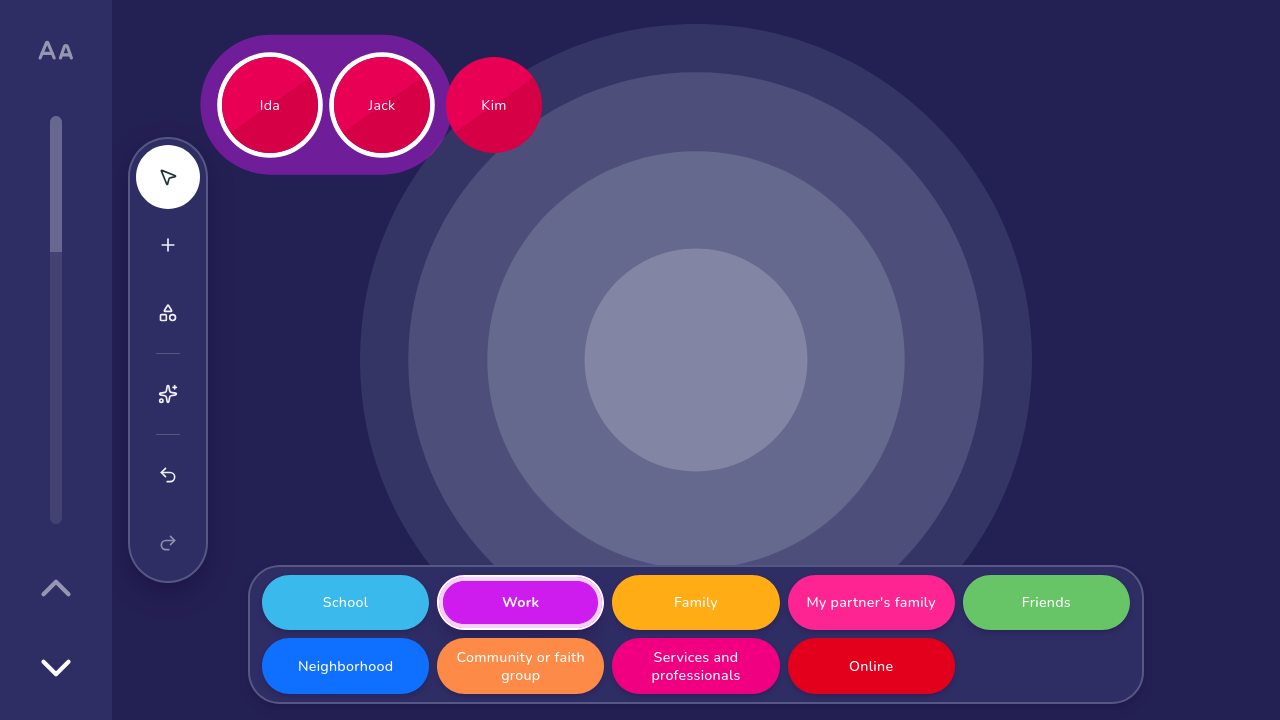 AA
Ida
Jack
Kim
School
Work
Family
My partner's family
Friends
Neighborhood
Community or faith
group
Services and
professionals
Online